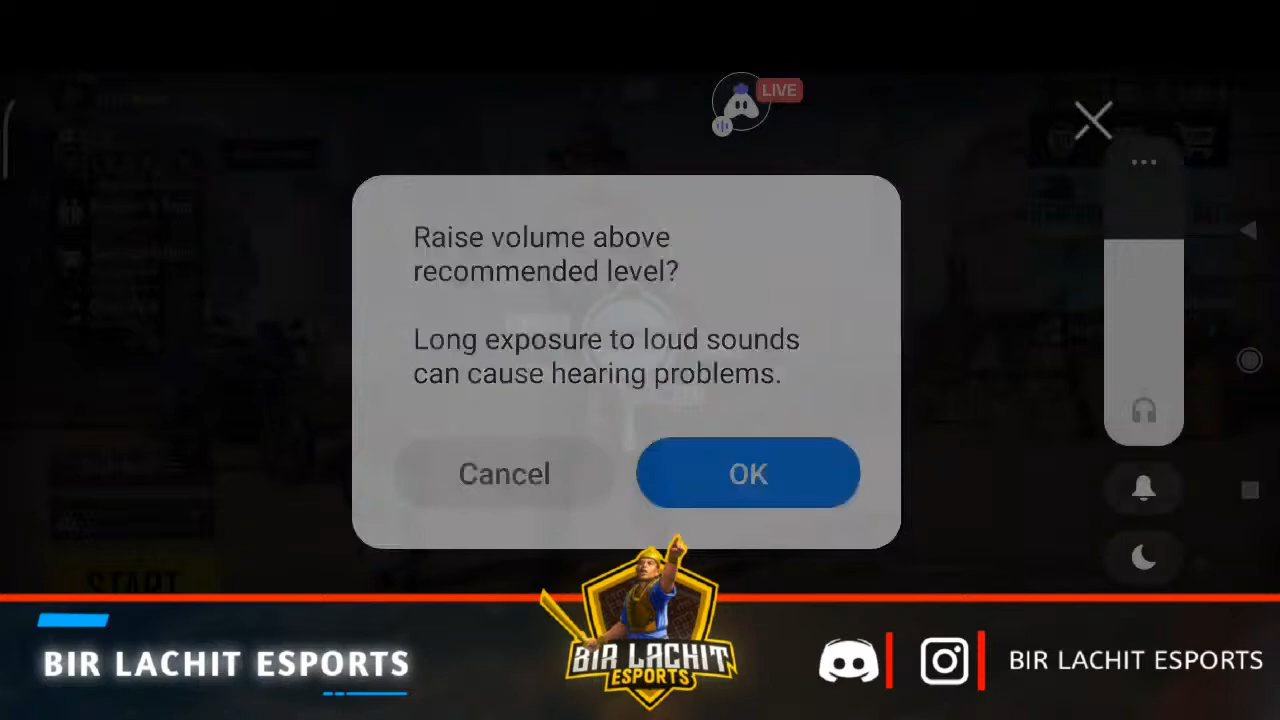 LIVE
Raise volume above
recommended level?
Long exposure to loud sounds
can cause hearing problems.
Cancel
OK
START
BIR LACHIT ESPORTS
BIR LACHIT
ESPORTS
BIR LACHIT ESPORTS